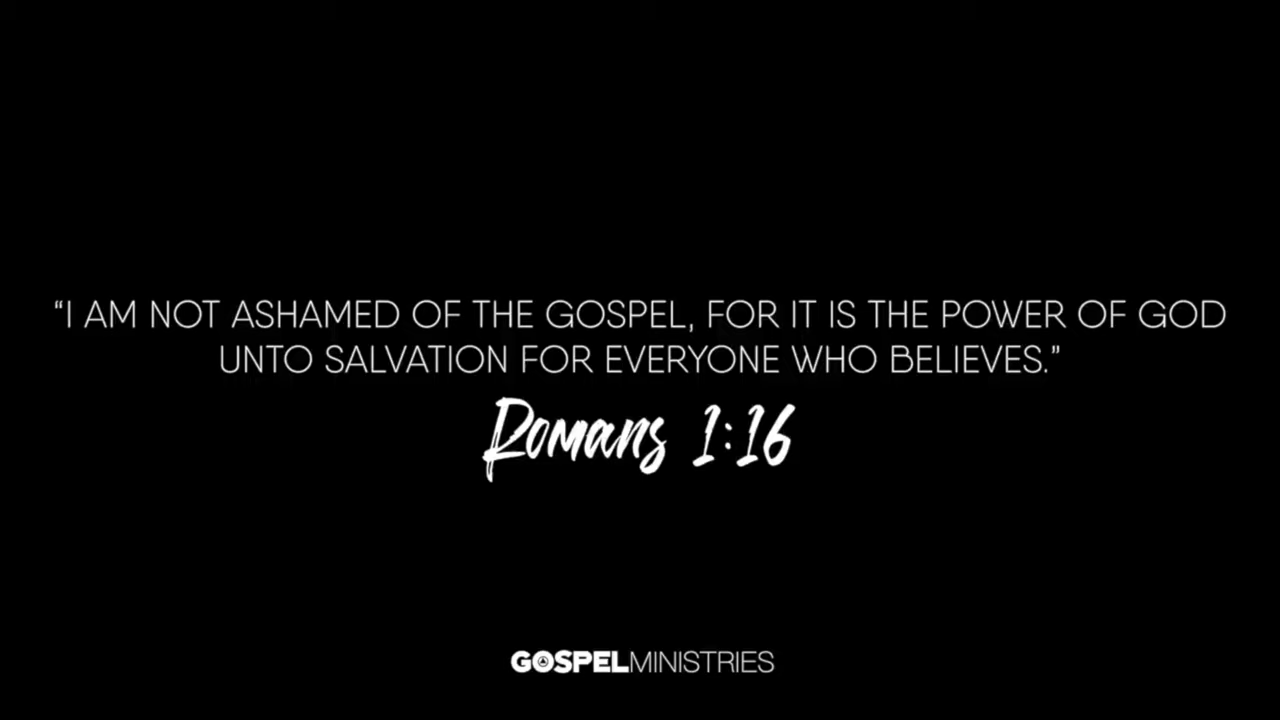 “I AM NOT ASHAMED OF THE GOSPEL, FOR IT IS THE POWER OF GOD
UNTO SALVATION FOR EVERYONE WHO BELIEVES.”
Romans 1:16
GOSPELMINISTRIES